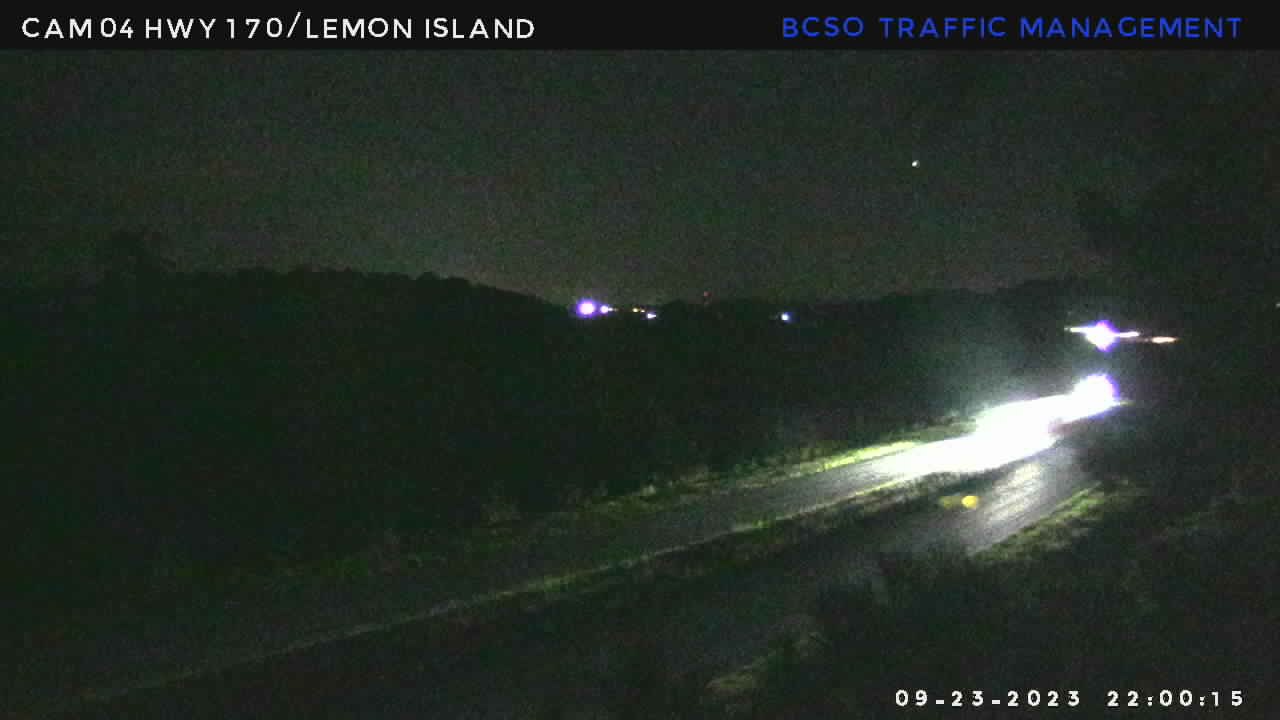 CAM04 HWY 170/LEMON ISLAND
BCSO TRAFFIC MANAGEMENT
09-23-2023 22:00:15